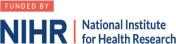 FUNDED BY
NIHR | National Institute
for Health Research